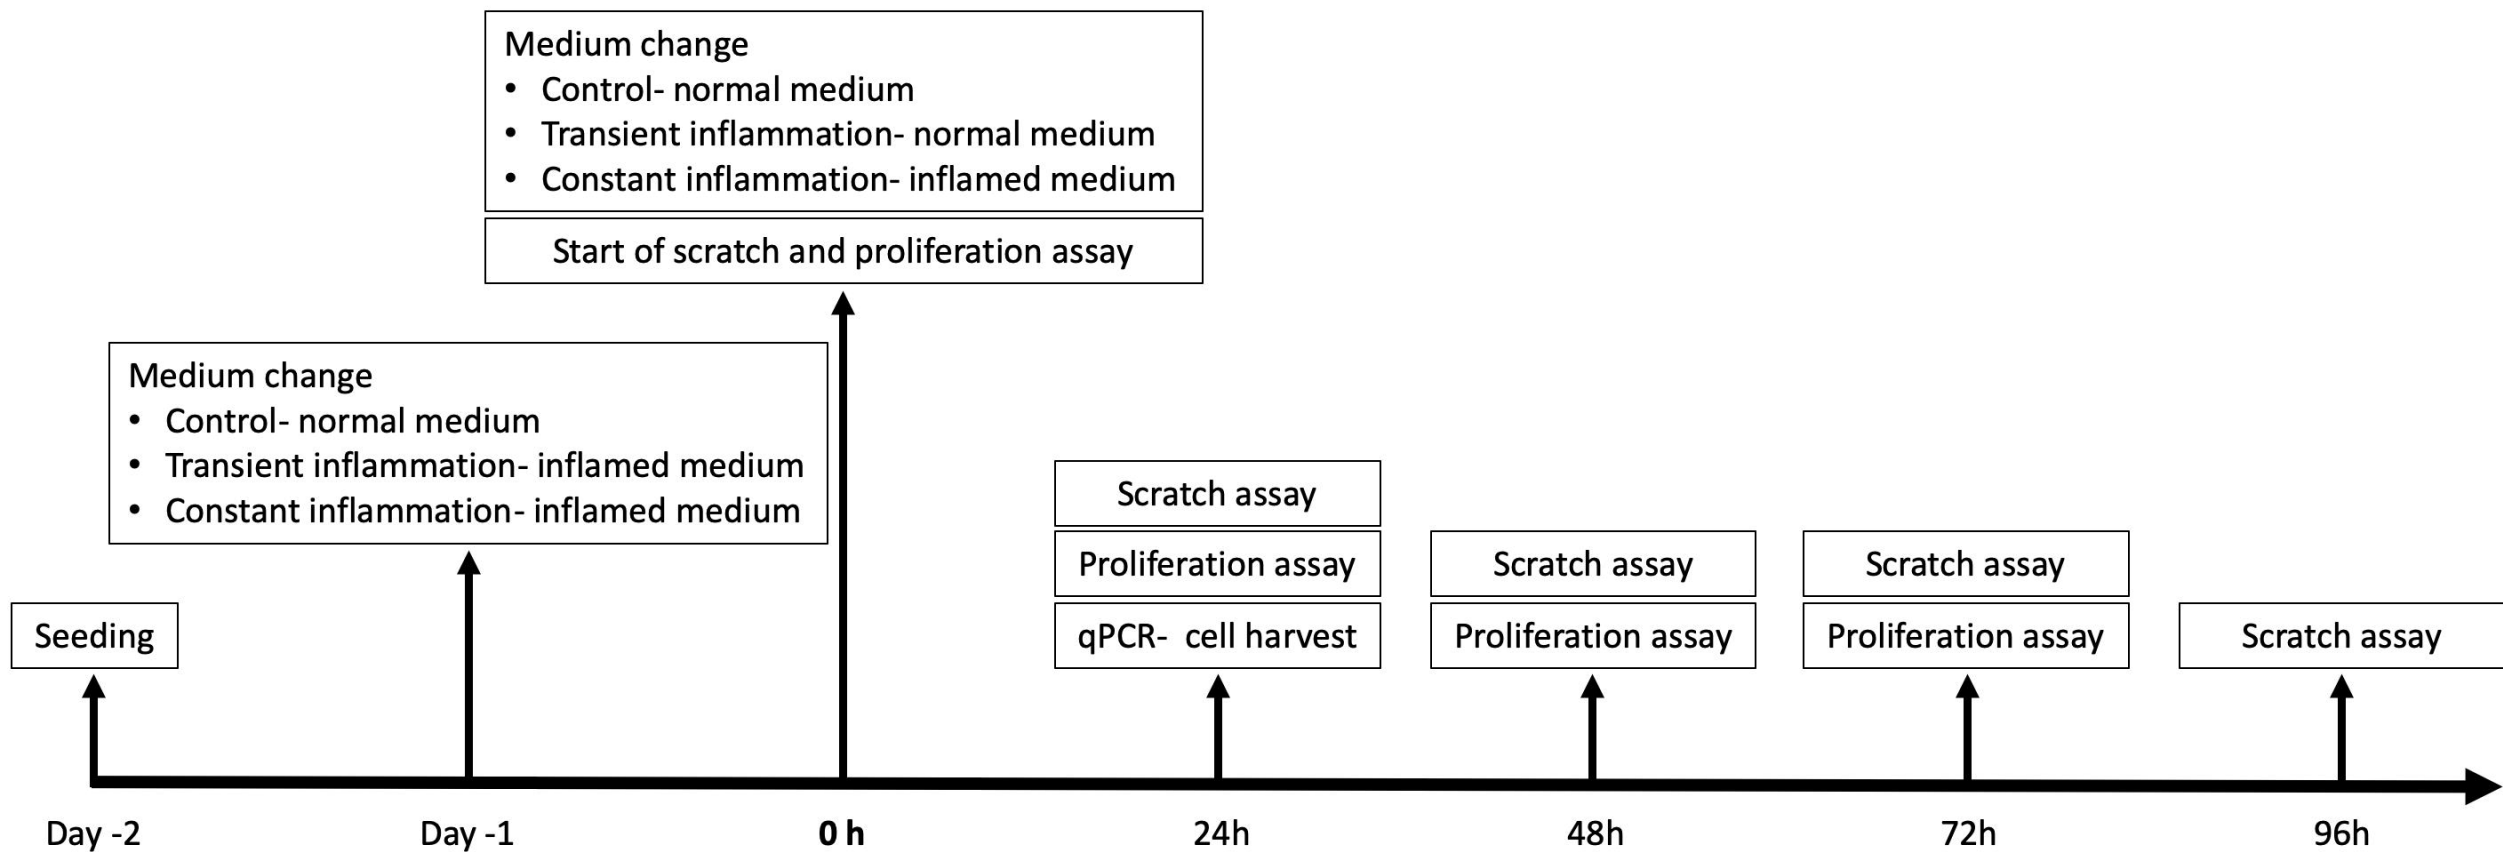 Medium change
• Control- normal medium
• Transient inflammation- normal medium
• Constant inflammation- inflamed medium
Start of scratch and proliferation assay
Medium change
• Control- normal medium
• Transient inflammation- inflamed medium
• Constant inflammation- inflamed medium
Seeding
Scratch assay
Proliferation assay
qPCR- cell harvest
Scratch assay
Proliferation assay
Scratch assay
Proliferation assay
Scratch assay
Day -2
Day -1
0 h
24h
48h
72h
96h